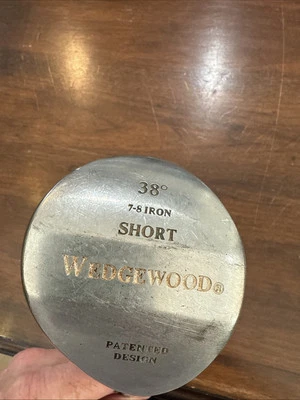 38°
7-8 IRON
SHORT
WEDGEWOOD®
PATENTED
DESIGN